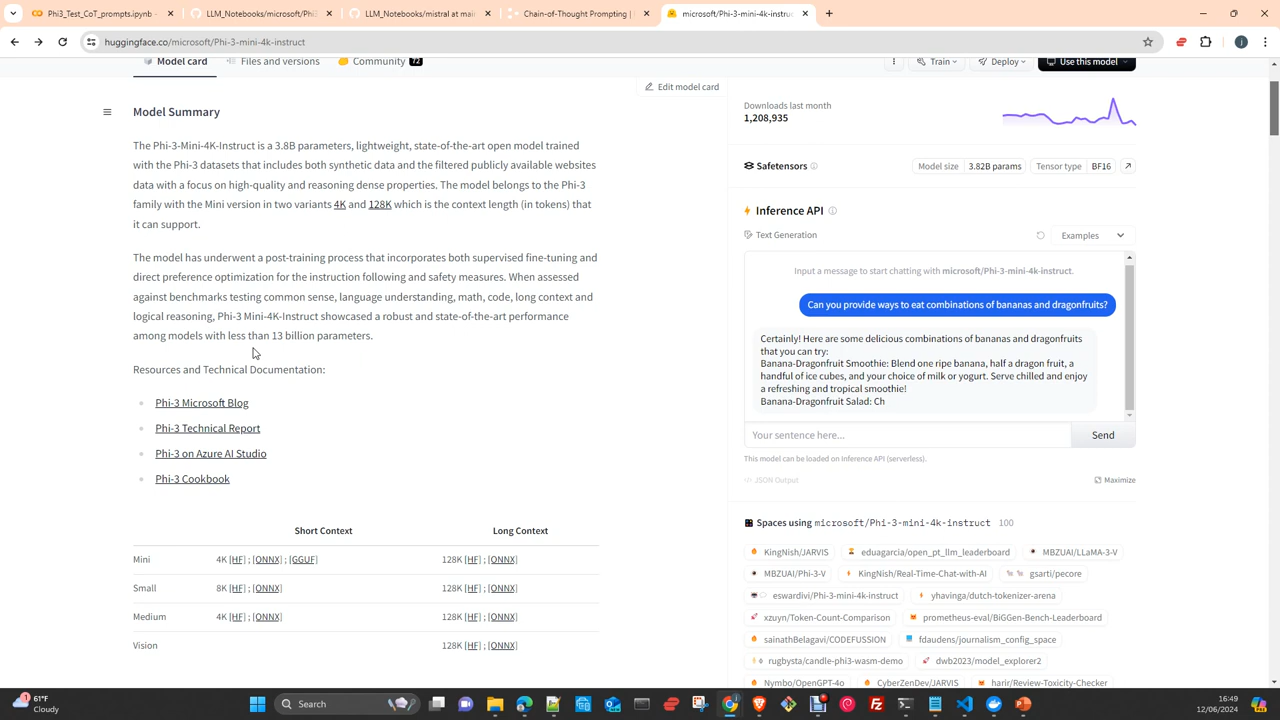 Phi3_Test_CoT_prompts.ipynb -
LLM_Notebooks/microsoft/Phi3
LLM_Notebooks/mistral at mai
Chain-of-Thought Prompting |
microsoft/Phi-3-mini-4k-instruc
huggingface.co/microsoft/Phi-3-mini-4k-instruct
Model card
Files and versions
Community 72
Train
Deploy
Use this model
Edit model card
Model Summary
The Phi-3-Mini-4K-Instruct is a 3.8B parameters, lightweight, state-of-the-art open model trained
with the Phi-3 datasets that includes both synthetic data and the filtered publicly available websites
data with a focus on high-quality and reasoning dense properties. The model belongs to the Phi-3
family with the Mini version in two variants 4K and 128K which is the context length (in tokens) that
it can support.
The model has underwent a post-training process that incorporates both supervised fine-tuning and
direct preference optimization for the instruction following and safety measures. When assessed
against benchmarks testing common sense, language understanding, math, code, long context and
logical reasoning, Phi-3 Mini-4K-Instruct showcased a robust and state-of-the-art performance
among models with less than 13 billion parameters.
Resources and Technical Documentation:
Phi-3 Microsoft Blog
Phi-3 Technical Report
Phi-3 on Azure AI Studio
Phi-3 Cookbook
Short Context Long Context
Mini 4K [HF] ; [ONNX] ; [GGUF] 128K [HF] ; [ONNX]
Small 8K [HF] ; [ONNX] 128K [HF] ; [ONNX]
Medium 4K [HF] ; [ONNX] 128K [HF] ; [ONNX]
Vision 128K [HF] ; [ONNX]
Downloads last month
1,208,935
Safetensors
Model size 3.82B params
Tensor type BF16
Inference API
Text Generation
Examples
Input a message to start chatting with microsoft/Phi-3-mini-4k-instruct.
Can you provide ways to eat combinations of bananas and dragonfruits?
Certainly! Here are some delicious combinations of bananas and dragonfruits
that you can try:
Banana-Dragonfruit Smoothie: Blend one ripe banana, half a dragon fruit, a
handful of ice cubes, and your choice of milk or yogurt. Serve chilled and enjoy
a refreshing and tropical smoothie!
Banana-Dragonfruit Salad: Ch
Your sentence here...
Send
This model can be loaded on Inference API (serverless).
JSON Output
Maximize
Spaces using microsoft/Phi-3-mini-4k-instruct 100
KingNish/JARVIS eduagarcia/open_pt_llm_leaderboard MBZUAI/LLaMA-3-V
MBZUAI/Phi-3-V KingNish/Real-Time-Chat-with-AI gsarti/pecore
eswardivi/Phi-3-mini-4k-instruct yhavinga/dutch-tokenizer-arena
xzuyn/Token-Count-Comparison prometheus-eval/BiGGen-Bench-Leaderboard
sainathBelagavi/CODEFUSSION fdaudens/journalism_config_space
rugbysta/candle-phi3-wasm-demo dwb2023/model_explorer2
Nymbo/OpenGPT-4o CyberZenDev/JARVIS harir/Review-Toxicity-Checker
61°F
Cloudy
Search
16:49
12/06/2024